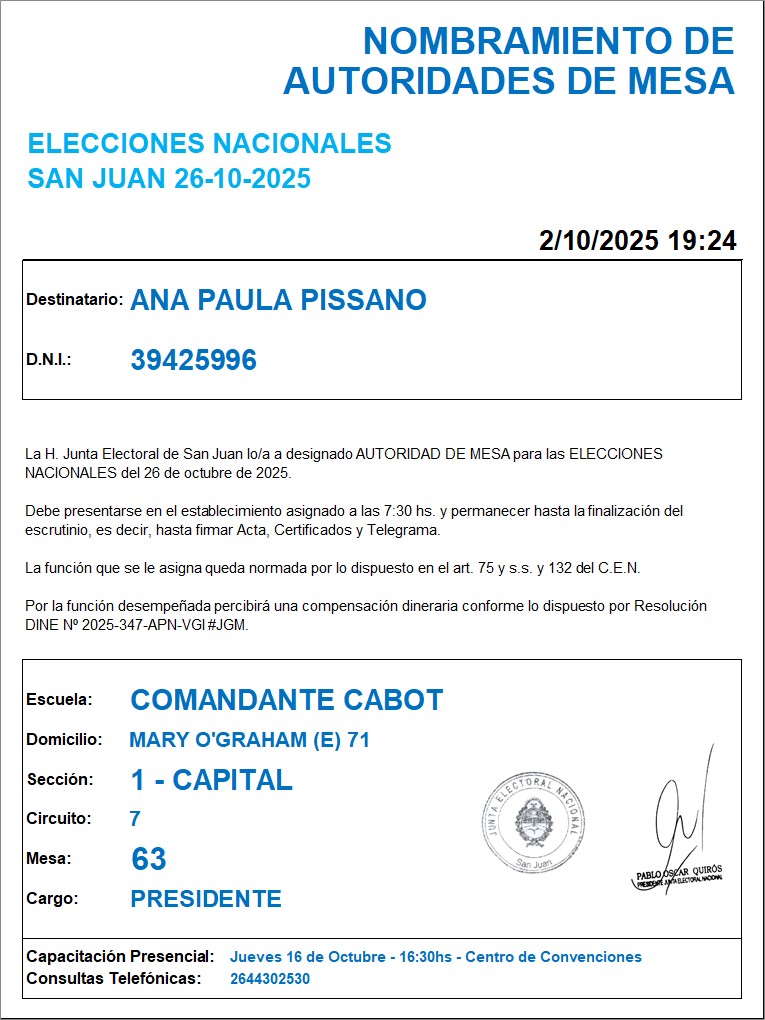 NOMBRAMIENTO DE
AUTORIDADES DE MESA
ELECCIONES NACIONALES
SAN JUAN 26-10-2025
2/10/2025 19:24
Destinatario: ANA PAULA PISSANO
D.N.I.: 39425996
La H. Junta Electoral de San Juan lo/a a designado AUTORIDAD DE MESA para las ELECCIONES
NACIONALES del 26 de octubre de 2025.
Debe presentarse en el establecimiento asignado a las 7:30 hs. y permanecer hasta la finalización del
escrutinio, es decir, hasta firmar Acta, Certificados y Telegrama.
La función que se le asigna queda normada por lo dispuesto en el art. 75 y s.s. y 132 del C.E.N.
Por la función desempeñada percibirá una compensación dineraria conforme lo dispuesto por Resolución
DINE Nº 2025-347-APN-VGI #JGM.
Escuela: COMANDANTE CABOT
Domicilio: MARY O'GRAHAM (E) 71
Sección: 1 - CAPITAL
Circuito: 7
Mesa: 63
Cargo: PRESIDENTE
JUNTA ELECTORAL NACIONAL
San Juan
PABLO OSCAR QUIRÓS
PRESIDENTE JUNTA ELECTORAL NACIONAL
Capacitación Presencial: Jueves 16 de Octubre - 16:30hs - Centro de Convenciones
Consultas Telefónicas: 2644302530